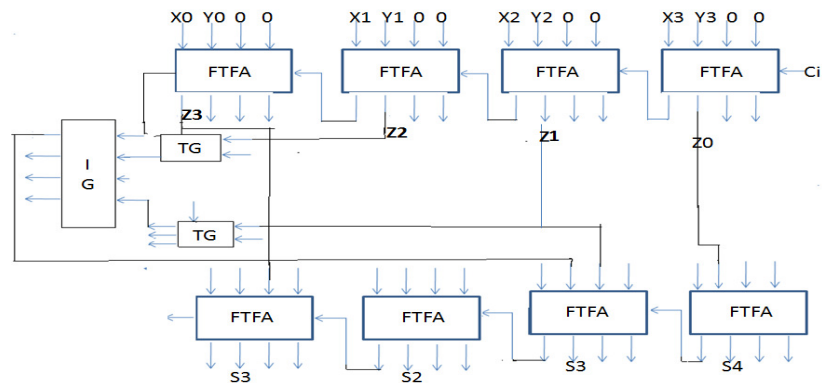 X0 Y0 0 0 X1 Y1 0 0 X2 Y2 0 0 X3 Y3 0 0
FTFA FTFA FTFA FTFA Ci
Z3
Z2 Z1 Z0
TG
I
G
TG
FTFA FTFA FTFA FTFA
S3 S2 S3 S4